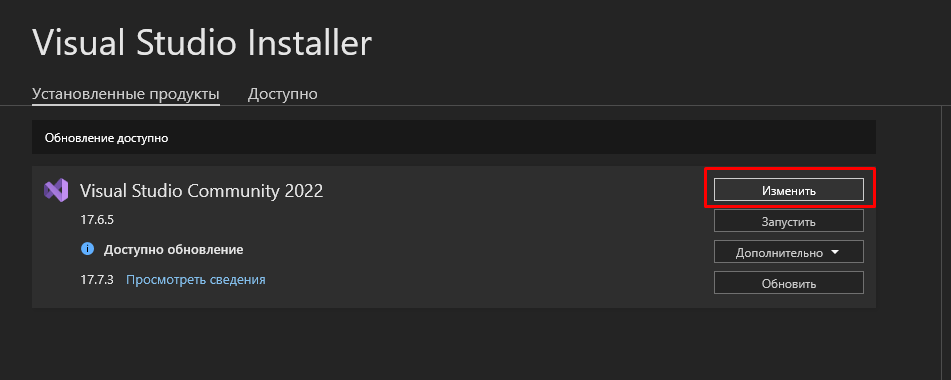 Visual Studio Installer
Установленные продукты Доступно
Обновление доступно
Visual Studio Community 2022
Изменить
17.6.5
Запустить
Доступно обновление
Дополнительно
17.7.3 Просмотреть сведения
Обновить